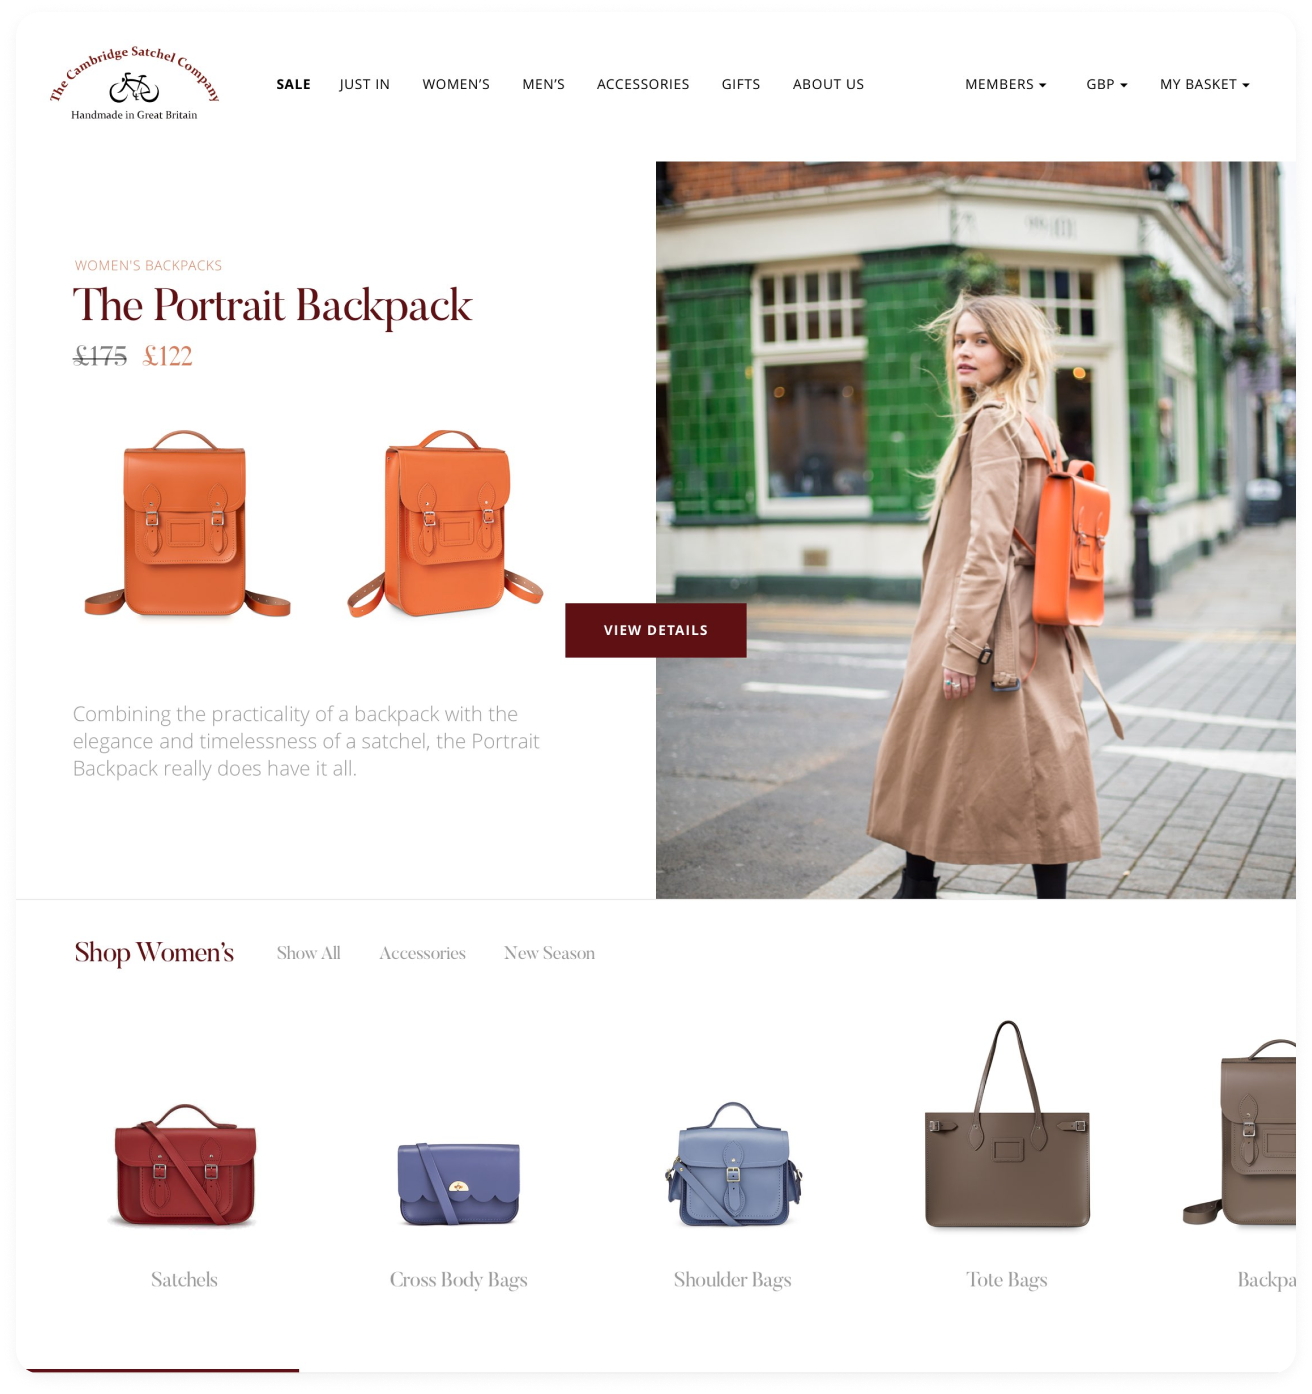 The Cambridge Satchel Company
Handmade in Great Britain
SALE JUST IN WOMEN'S MEN'S ACCESSORIES GIFTS ABOUT US MEMBERS GBP MY BASKET
WOMEN'S BACKPACKS
The Portrait Backpack
£175 £122
VIEW DETAILS
Combining the practicality of a backpack with the
elegance and timelessness of a satchel, the Portrait
Backpack really does have it all.
Shop Women's Show All Accessories New Season
Satchels Cross Body Bags Shoulder Bags Tote Bags Backpa